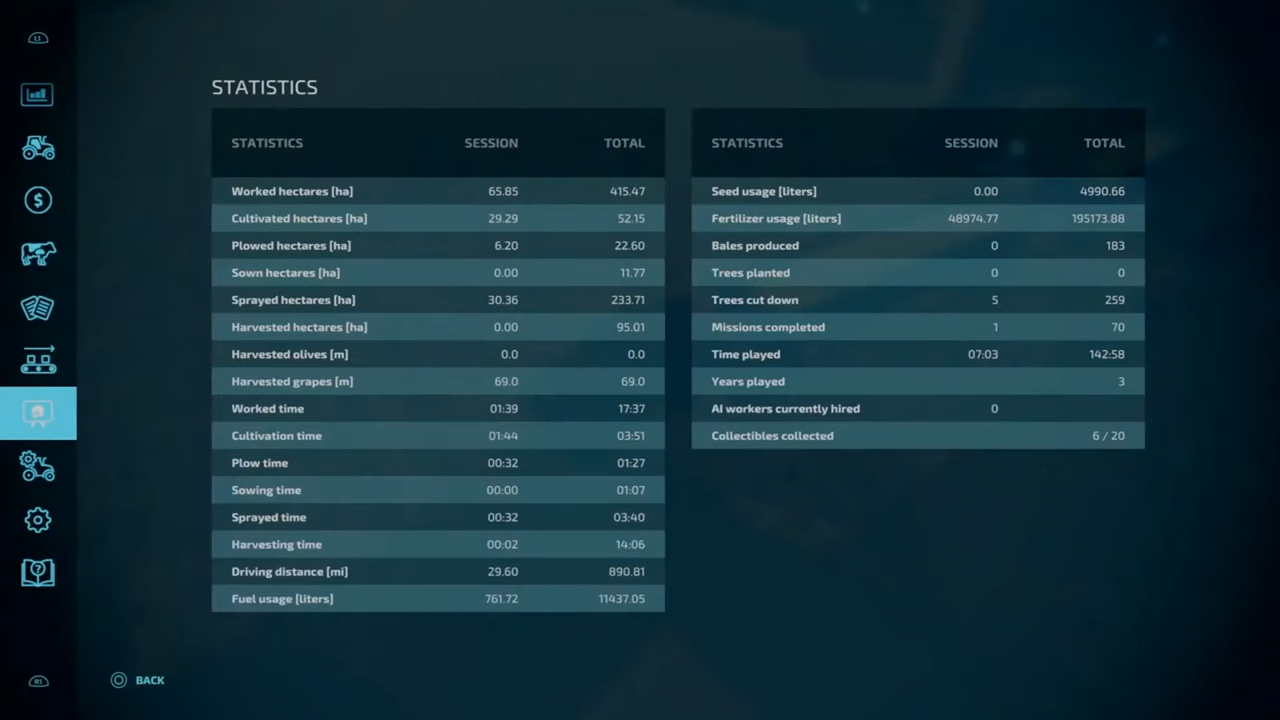 L1
STATISTICS
STATISTICS SESSION TOTAL
Worked hectares [ha] 65.85 415.47
Cultivated hectares [ha] 29.29 52.15
Plowed hectares [ha] 6.20 22.60
Sown hectares [ha] 0.00 11.77
Sprayed hectares [ha] 30.36 233.71
Harvested hectares [ha] 0.00 95.01
Harvested olives [m] 0.0 0.0
Harvested grapes [m] 69.0 69.0
Worked time 01:39 17:37
Cultivation time 01:44 03:51
Plow time 00:32 01:27
Sowing time 00:00 01:07
Sprayed time 00:32 03:40
Harvesting time 00:02 14:06
Driving distance [mi] 29.60 890.81
Fuel usage [liters] 761.72 11437.05
STATISTICS SESSION TOTAL
Seed usage [liters] 0.00 4990.66
Fertilizer usage [liters] 48974.77 195173.88
Bales produced 0 183
Trees planted 0 0
Trees cut down 5 259
Missions completed 1 70
Time played 07:03 142:58
Years played 3
AI workers currently hired 0
Collectibles collected 6 / 20
R1
BACK